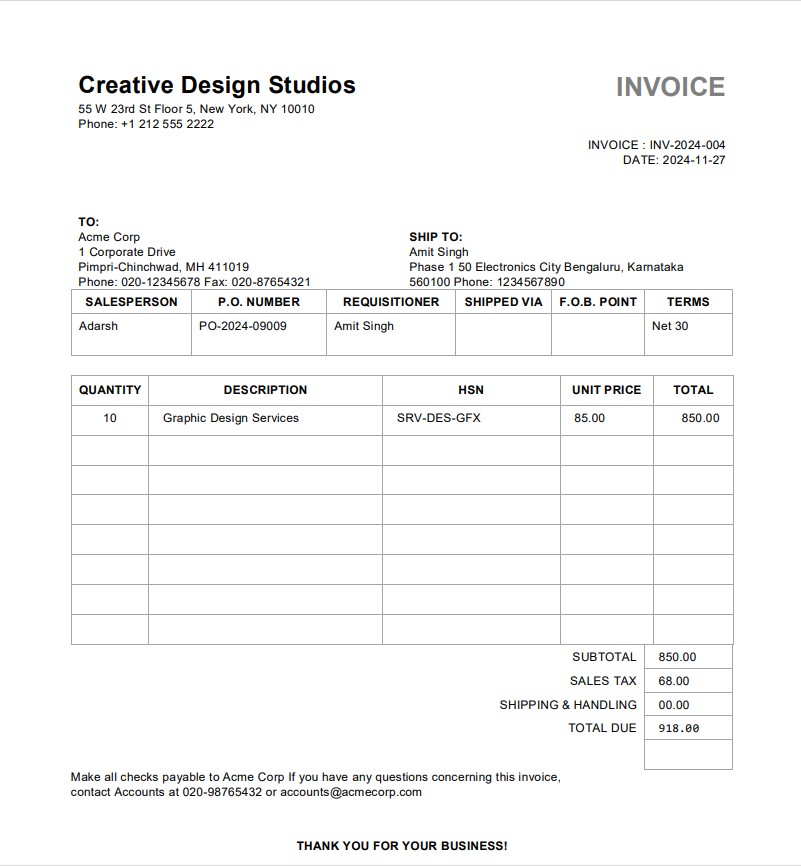 Creative Design Studios
INVOICE
55 W 23rd St Floor 5, New York, NY 10010
Phone: +1 212 555 2222
INVOICE : INV-2024-004
DATE: 2024-11-27
TO:
Acme Corp
1 Corporate Drive
Pimpri-Chinchwad, MH 411019
Phone: 020-12345678 Fax: 020-87654321
SHIP TO:
Amit Singh
Phase 1 50 Electronics City Bengaluru, Karnataka
560100 Phone: 1234567890
SALESPERSON P.O. NUMBER REQUISITIONER SHIPPED VIA F.O.B. POINT TERMS
Adarsh PO-2024-09009 Amit Singh Net 30
QUANTITY DESCRIPTION HSN UNIT PRICE TOTAL
10 Graphic Design Services SRV-DES-GFX 85.00 850.00
SUBTOTAL 850.00
SALES TAX 68.00
SHIPPING & HANDLING 00.00
TOTAL DUE 918.00
Make all checks payable to Acme Corp If you have any questions concerning this invoice,
contact Accounts at 020-98765432 or accounts@acmecorp.com
THANK YOU FOR YOUR BUSINESS!